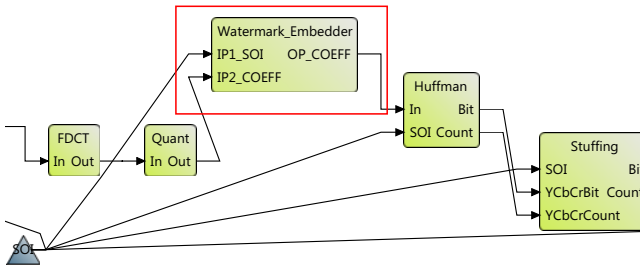 Watermark_Embedder
IP1_SOI OP_COEFF
IP2_COEFF
Huffman
In Bit
SOI Count
FDCT
In Out
Quant
In Out
Stuffing
SOI Bit
YCbCrBit Count
YCbCrCount
SOI